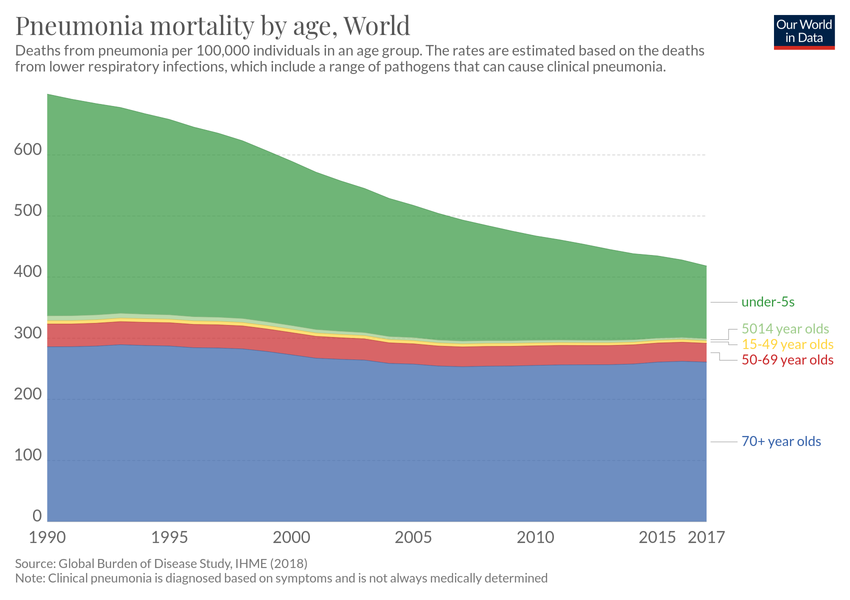 Pneumonia mortality by age, World
Our World
in Data
Deaths from pneumonia per 100,000 individuals in an age group. The rates are estimated based on the deaths
from lower respiratory infections, which include a range of pathogens that can cause clinical pneumonia.
600
500
400
300
200
100
0
under-5s
5014 year olds
15-49 year olds
50-69 year olds
70+ year olds
1990 1995 2000 2005 2010 2015 2017
Source: Global Burden of Disease Study, IHME (2018)
Note: Clinical pneumonia is diagnosed based on symptoms and is not always medically determined